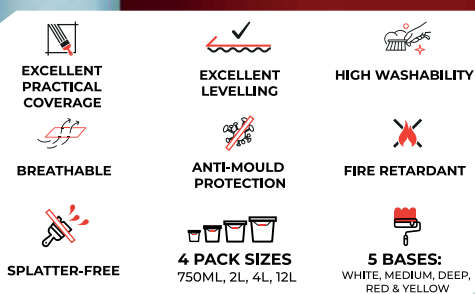 EXCELLENT
PRACTICAL
COVERAGE
EXCELLENT
LEVELLING
HIGH WASHABILITY
BREATHABLE
ANTI-MOULD
PROTECTION
FIRE RETARDANT
SPLATTER-FREE
4 PACK SIZES
750ML, 2L, 4L, 12L
5 BASES:
WHITE, MEDIUM, DEEP,
RED & YELLOW